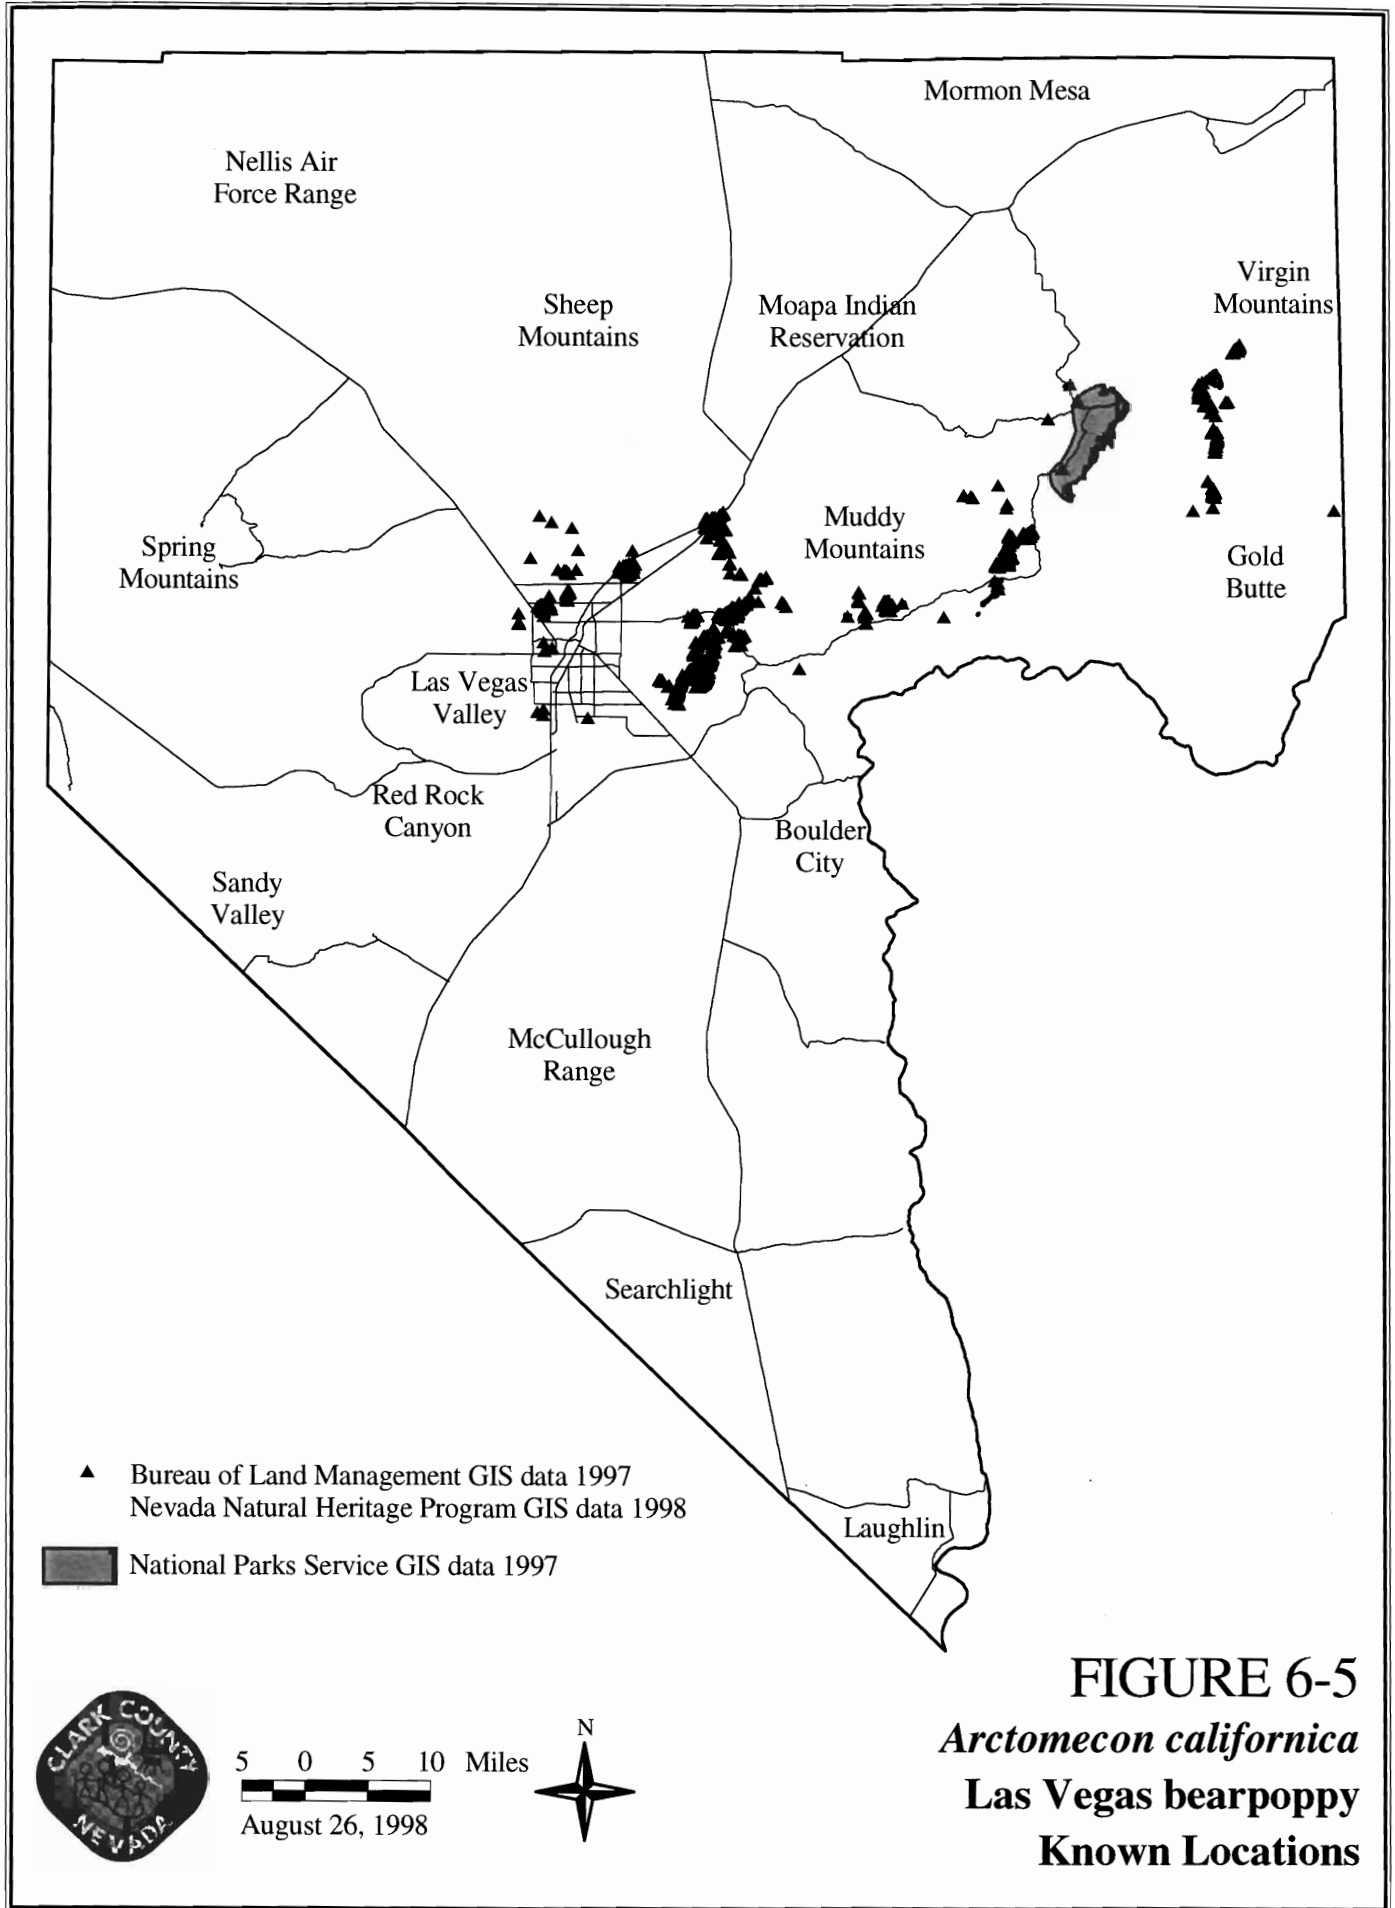 Mormon Mesa
Nellis Air
Force Range
Virgin
Mountains
Sheep
Mountains
Moapa Indian
Reservation
Muddy
Mountains
Spring
Mountains
Gold
Butte
Las Vegas
Valley
Red Rock
Canyon
Boulder
City
Sandy
Valley
McCullough
Range
Searchlight
Laughlin
Bureau of Land Management GIS data 1997
Nevada Natural Heritage Program GIS data 1998
National Parks Service GIS data 1997
CLARK COUNTY
NEVADA
5 0 5 10 Miles
August 26, 1998
N
FIGURE 6-5
Arctomecon californica
Las Vegas bearpoppy
Known Locations